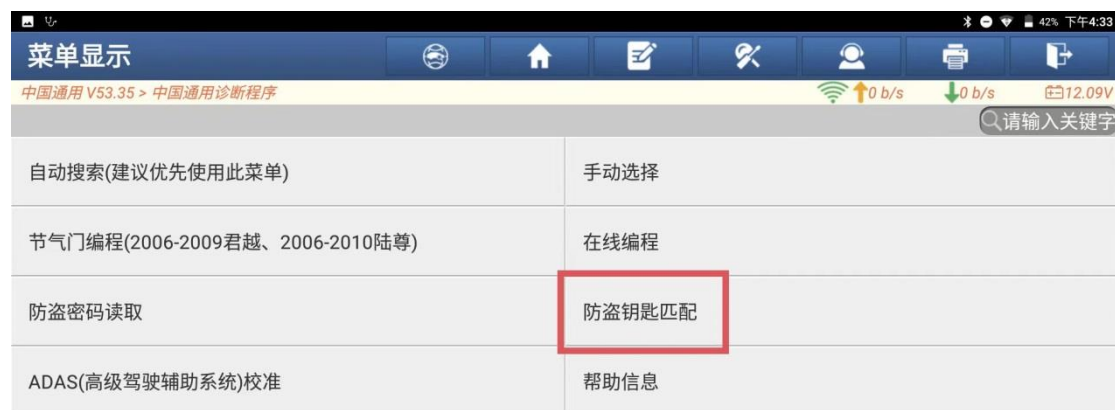 42% 下午4:33
菜单显示
中国通用 V53.35 > 中国通用诊断程序 0 b/s 0 b/s 12.09V
请输入关键字
自动搜索(建议优先使用此菜单) 手动选择
节气门编程(2006-2009君越、2006-2010陆尊) 在线编程
防盗密码读取 防盗钥匙匹配
ADAS(高级驾驶辅助系统)校准 帮助信息